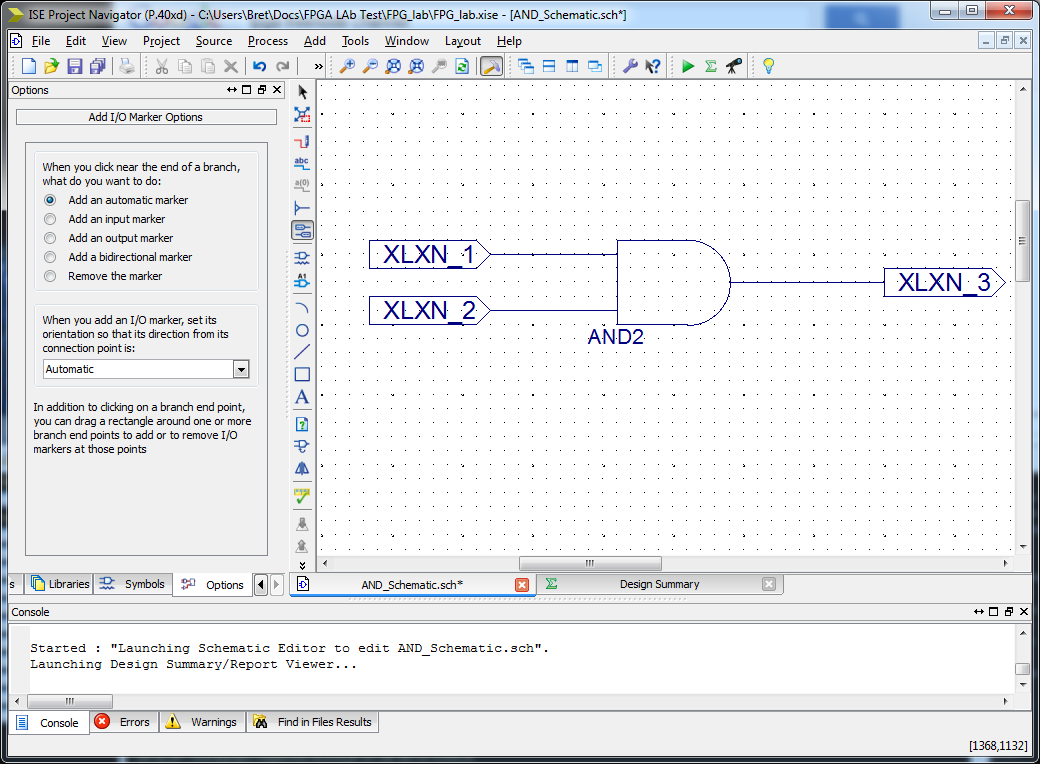 ISE Project Navigator (P.40xd) - C:\Users\Bret\Docs\FPGA LAb Test\FPG_lab\FPG_lab.xise - [AND_Schematic.sch*]
File Edit View Project Source Process Add Tools Window Layout Help
Options
Add I/O Marker Options
When you click near the end of a branch,
what do you want to do:
Add an automatic marker
Add an input marker
Add an output marker
Add a bidirectional marker
Remove the marker
When you add an I/O marker, set its
orientation so that its direction from its
connection point is:
Automatic
In addition to clicking on a branch end point,
you can drag a rectangle around one or more
branch end points to add or to remove I/O
markers at those points
abc
a(0)
A1
A
XLXN_1
XLXN_2
XLXN_3
AND2
s Libraries Symbols Options
AND_Schematic.sch* Design Summary
Console
Started : "Launching Schematic Editor to edit AND_Schematic.sch".
Launching Design Summary/Report Viewer...
Console Errors Warnings Find in Files Results
[1368,1132]